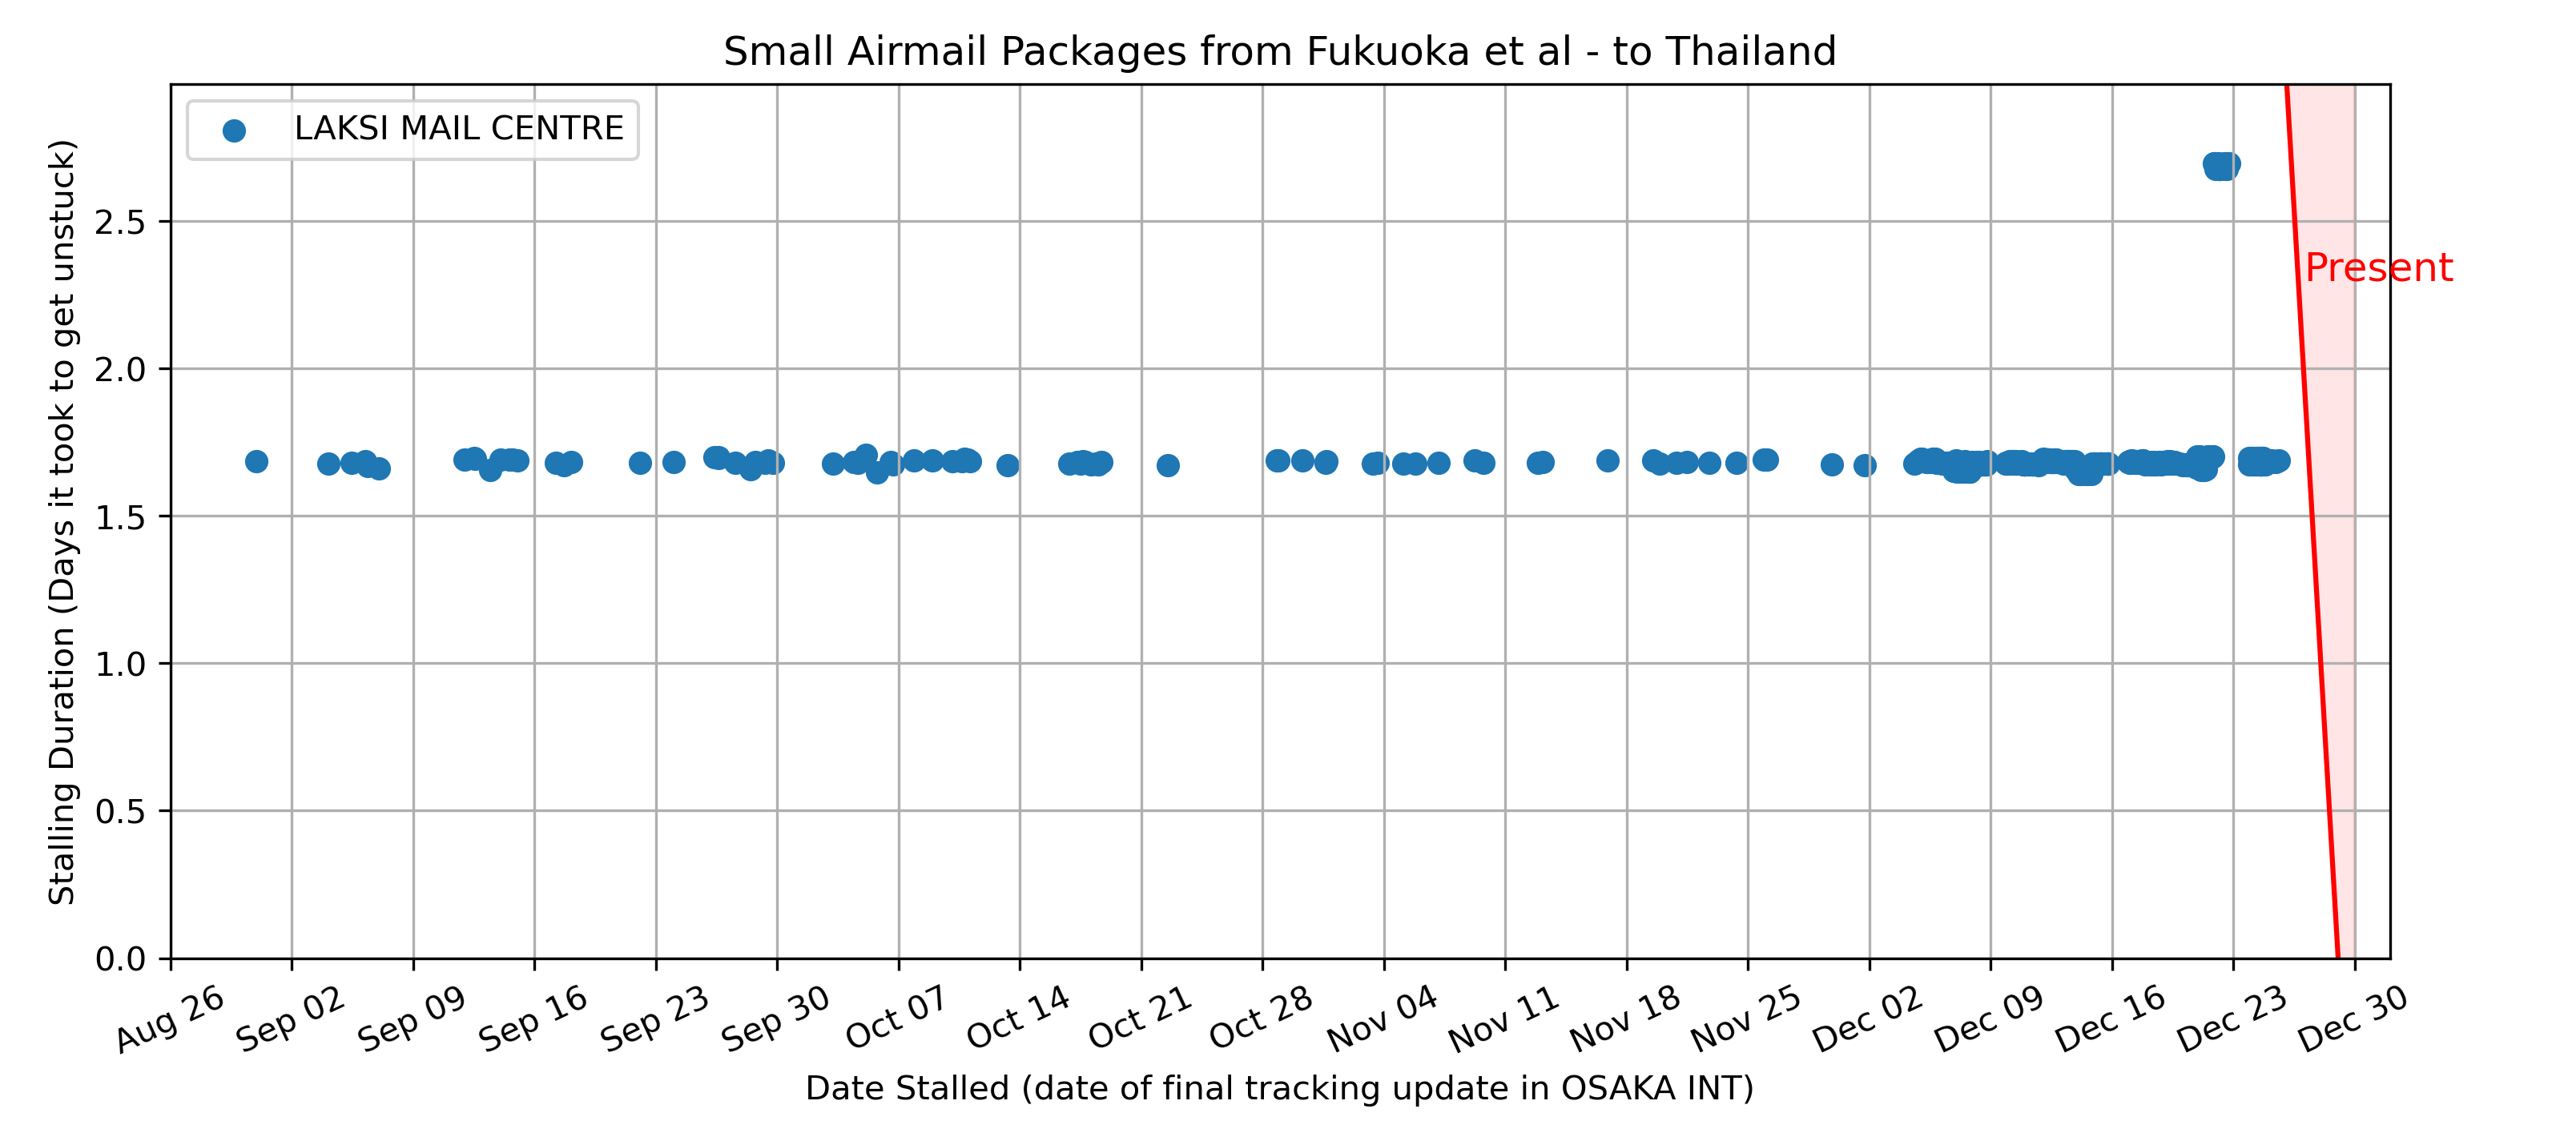 Small Airmail Packages from Fukuoka et al - to Thailand
LAKSI MAIL CENTRE
Stalling Duration (Days it took to get unstuck)
2.5
2.0
1.5
1.0
0.5
0.0
Present
Aug 26
Sep 02
Sep 09
Sep 16
Sep 23
Sep 30
Oct 07
Oct 14
Oct 21
Oct 28
Nov 04
Nov 11
Nov 18
Nov 25
Dec 02
Dec 09
Dec 16
Dec 23
Dec 30
Date Stalled (date of final tracking update in OSAKA INT)